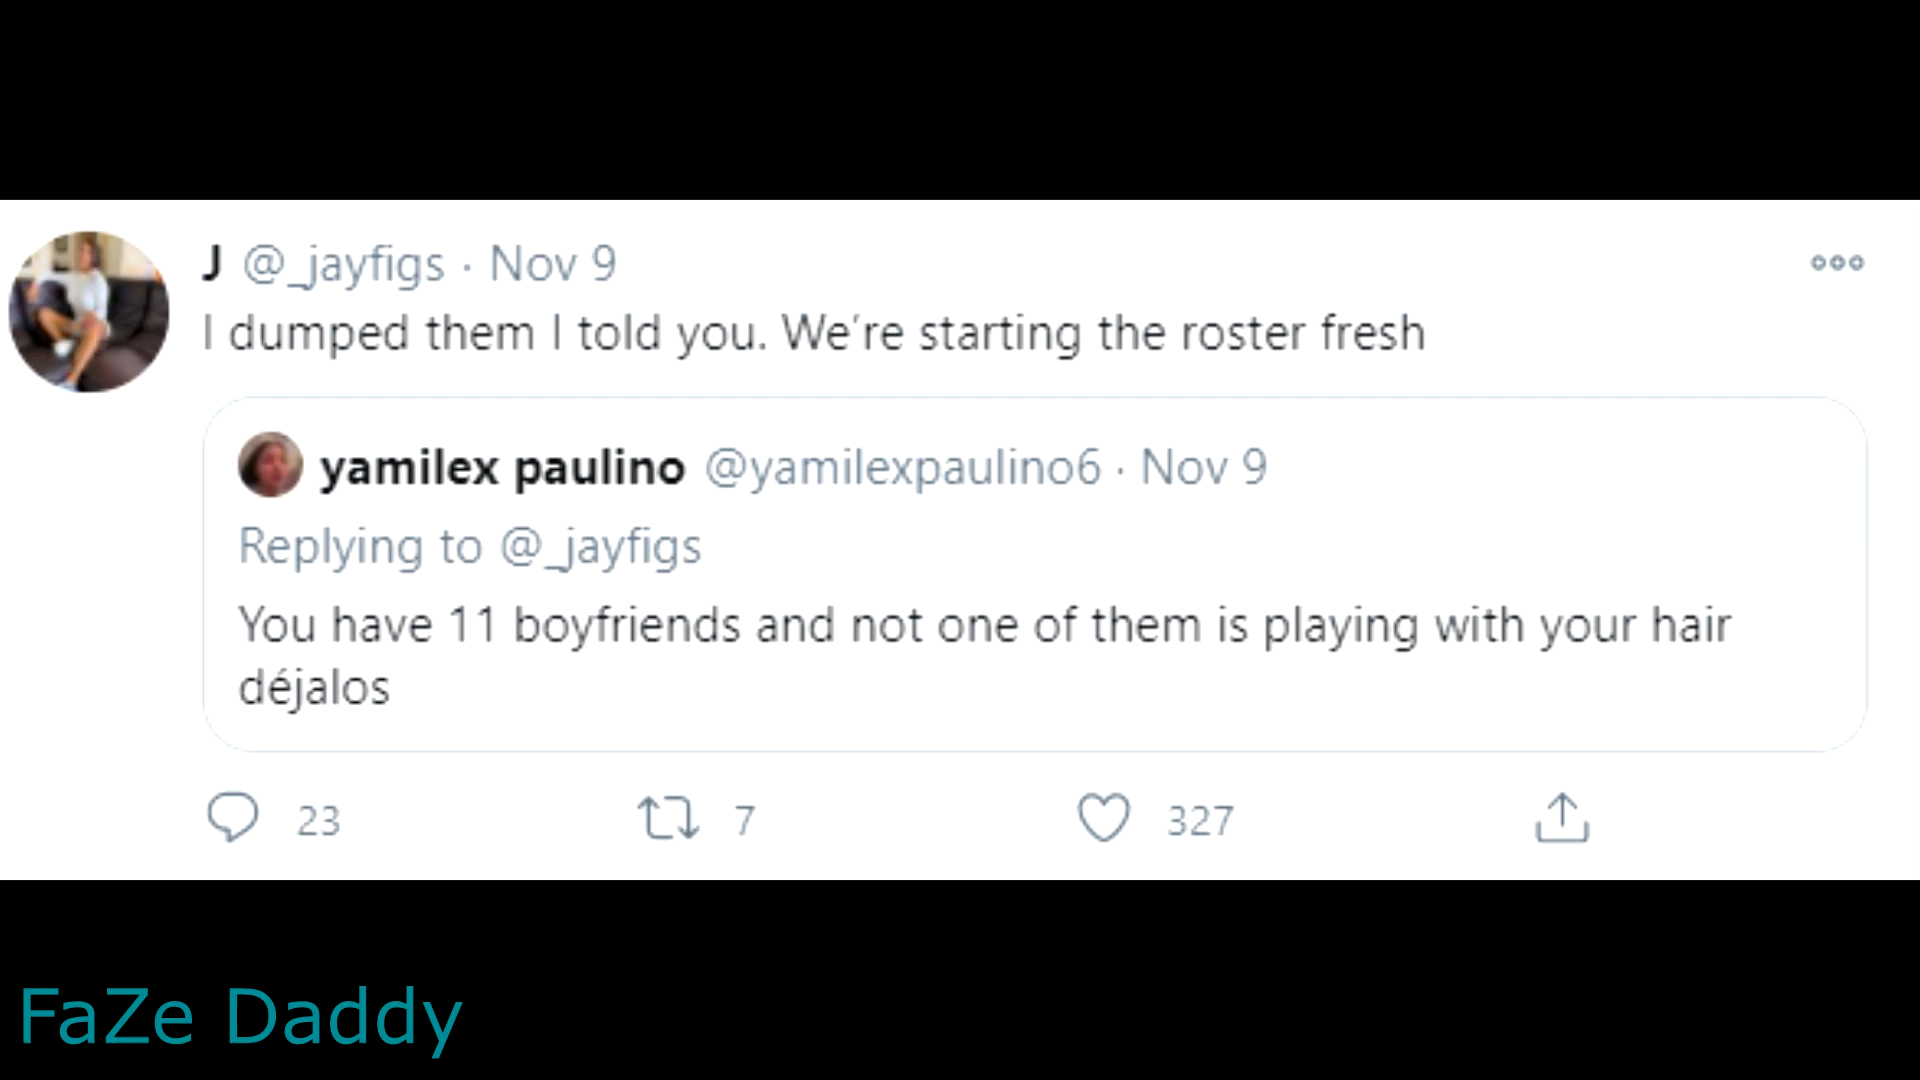 J @_jayfigs · Nov 9
I dumped them I told you. We're starting the roster fresh
yamilex paulino @yamilexpaulino6 · Nov 9
Replying to @_jayfigs
You have 11 boyfriends and not one of them is playing with your hair
déjalos
23 7 327
FaZe Daddy